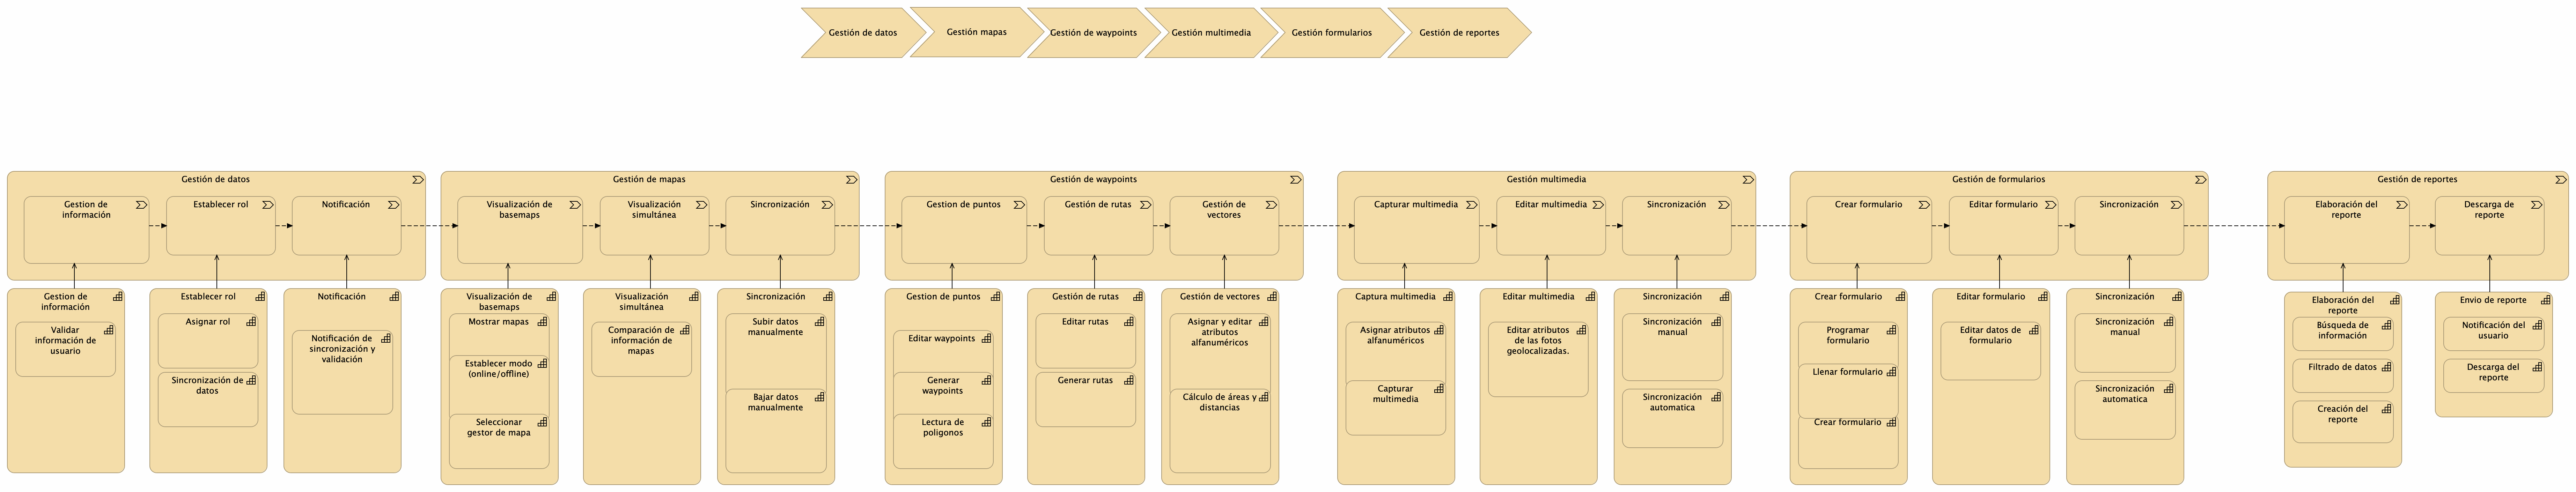 Gestión de datos
Gestión mapas
Gestión de waypoints
Gestión multimedia
Gestión formularios
Gestión de reportes
Gestión de datos
Gestion de
información
Establecer rol
Notificación
Gestión de mapas
Visualización de
basemaps
Visualización
simultánea
Sincronización
Gestión de waypoints
Gestion de puntos
Gestión de rutas
Gestión de
vectores
Gestión multimedia
Capturar multimedia
Editar multimedia
Sincronización
Gestión de formularios
Crear formulario
Editar formulario
Sincronización
Gestión de reportes
Elaboración del
reporte
Descarga de
reporte
Gestion de
información
Validar
información de
usuario
Establecer rol
Asignar rol
Sincronización de
datos
Notificación
Notificación de
sincronización y
validación
Visualización de
basemaps
Mostrar mapas
Establecer modo
(online/offline)
Seleccionar
gestor de mapa
Visualización
simultánea
Comparación de
información de
mapas
Sincronización
Subir datos
manualmente
Bajar datos
manualmente
Gestion de puntos
Editar waypoints
Generar
waypoints
Lectura de
poligonos
Gestión de rutas
Editar rutas
Generar rutas
Gestión de vectores
Asignar y editar
atributos
alfanuméricos
Cálculo de áreas y
distancias
Captura multimedia
Asignar atributos
alfanuméricos
Capturar
multimedia
Editar multimedia
Editar atributos
de las fotos
geolocalizadas.
Sincronización
Sincronización
manual
Sincronización
automatica
Crear formulario
Programar
formulario
Llenar formulario
Crear formulario
Editar formulario
Editar datos de
formulario
Sincronización
Sincronización
manual
Sincronización
automatica
Elaboración del
reporte
Búsqueda de
información
Filtrado de datos
Creación del
reporte
Envio de reporte
Notificación del
usuario
Descarga del
reporte